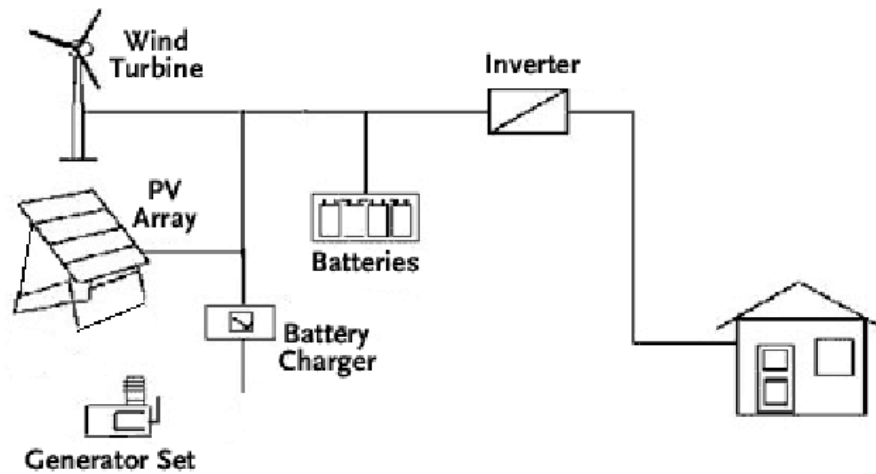 Wind
Turbine
Inverter
PV
Array
Batteries
Battery
Charger
Generator Set